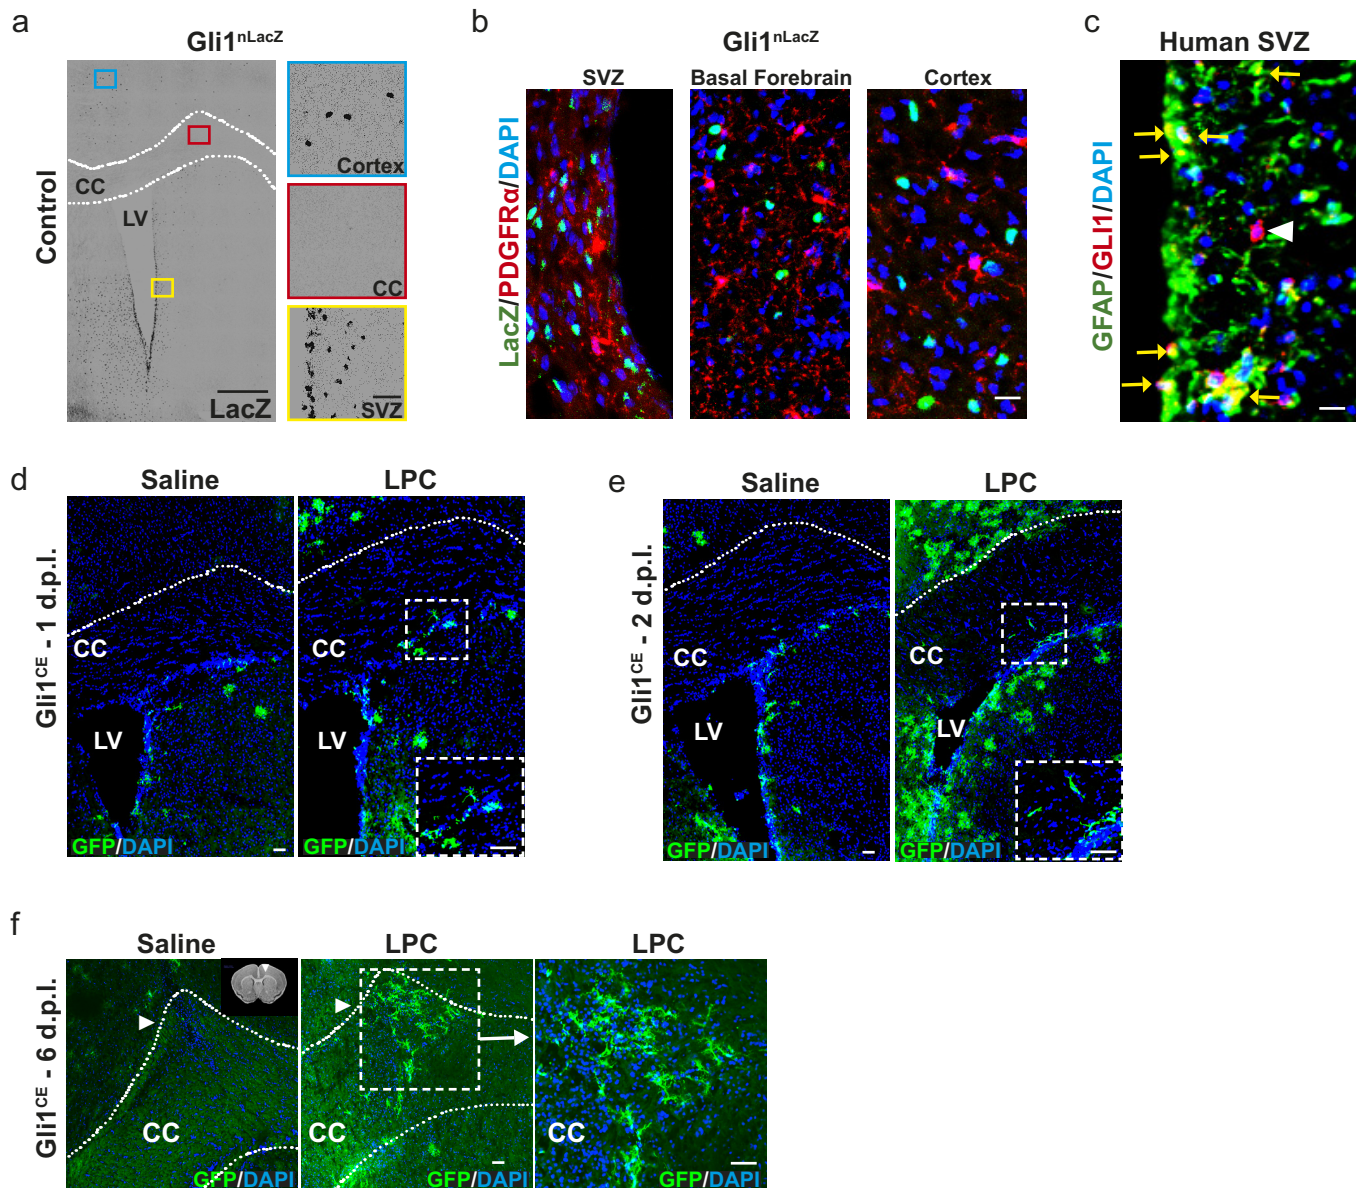 a
Gli1nLacZ
Control
CC
LV
LacZ
Cortex
CC
SVZ
b
Gli1nLacZ
SVZ
Basal Forebrain
Cortex
LacZ/PDGFRα/DAPI
c
Human SVZ
GFAP/GLI1/DAPI
d
Saline
LPC
Gli1CE - 1 d.p.l.
CC
LV
GFP/DAPI
LV
CC
GFP/DAPI
e
Saline
LPC
Gli1CE - 2 d.p.l.
CC
LV
GFP/DAPI
CC
LV
GFP/DAPI
f
Saline
LPC
LPC
Gli1CE - 6 d.p.l.
CC
GFP/DAPI
CC
GFP/DAPI
CC
GFP/DAPI